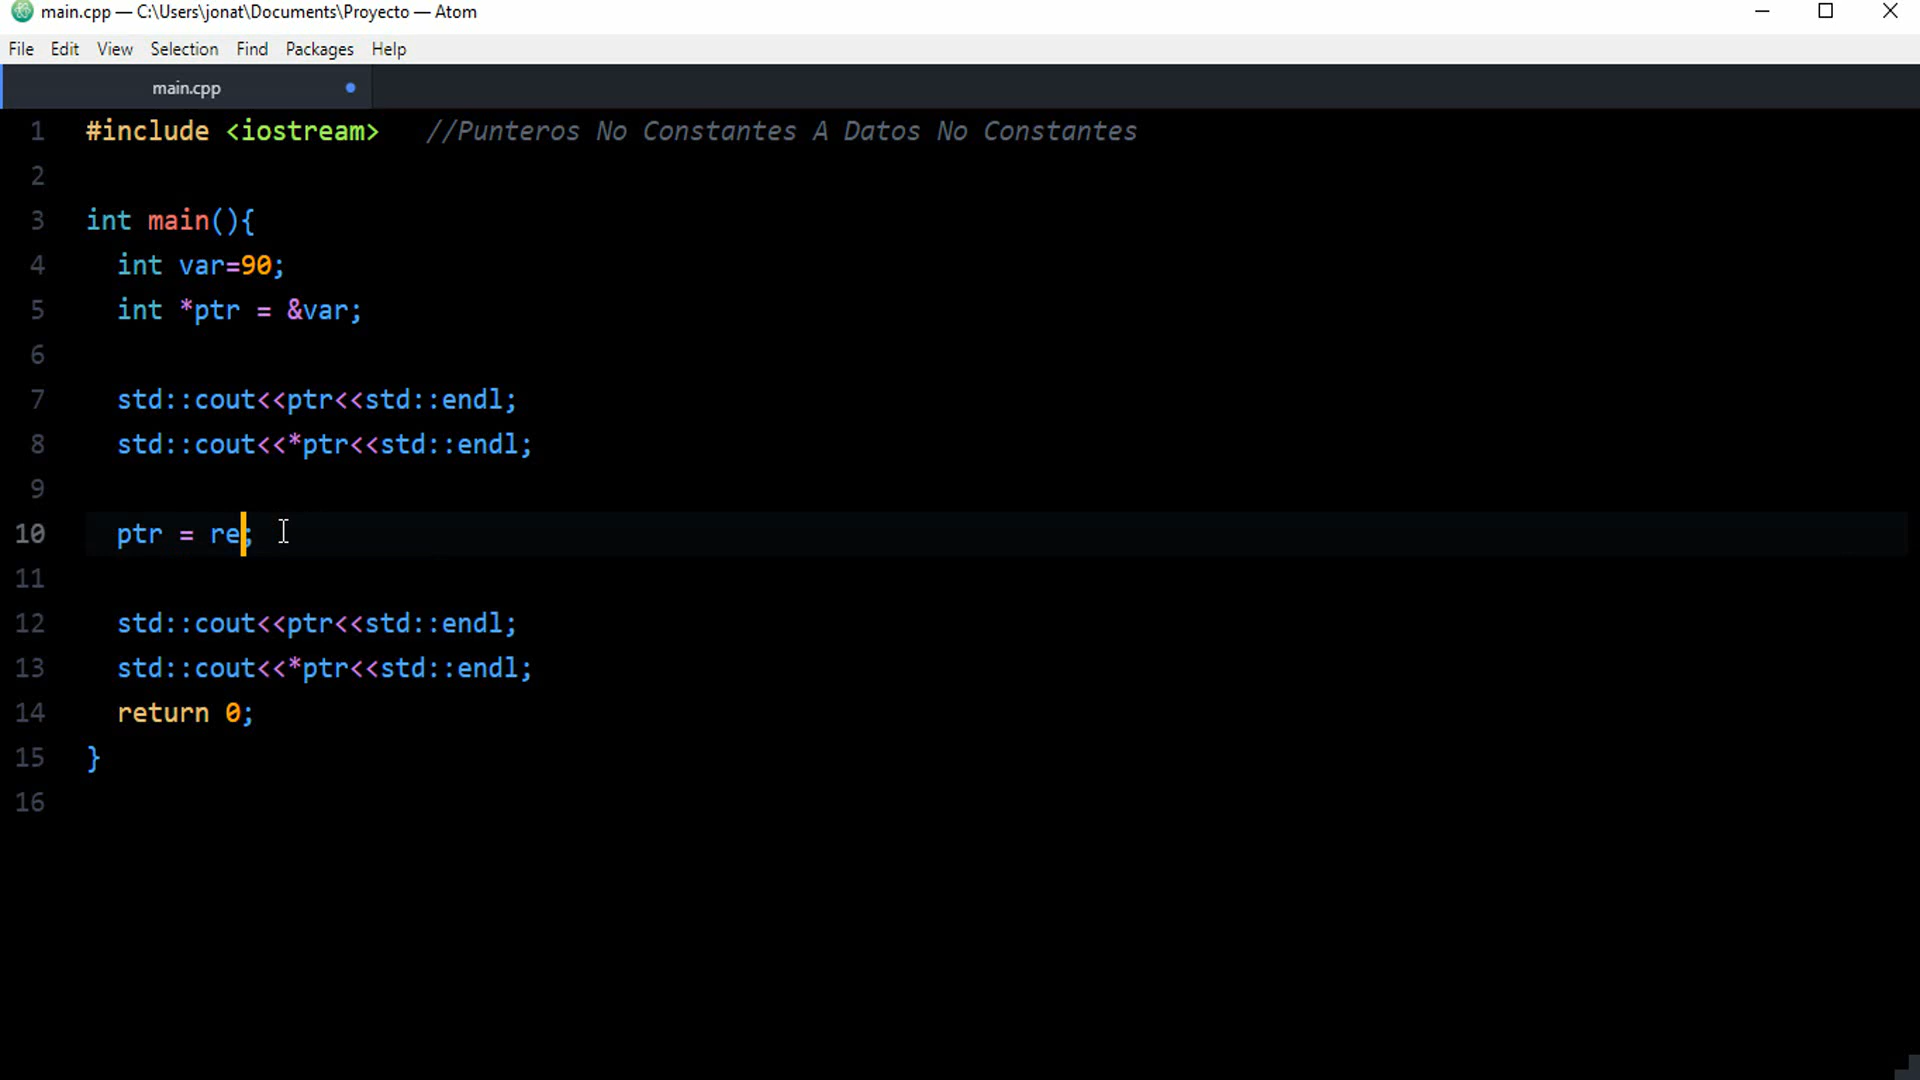 main.cpp — C:\Users\jonat\Documents\Proyecto — Atom
File Edit View Selection Find Packages Help
main.cpp
1 #include <iostream> //Punteros No Constantes A Datos No Constantes
2
3 int main(){
4 int var=90;
5 int *ptr = &var;
6
7 std::cout<<ptr<<std::endl;
8 std::cout<<*ptr<<std::endl;
9
10 ptr = re;
11
12 std::cout<<ptr<<std::endl;
13 std::cout<<*ptr<<std::endl;
14 return 0;
15 }
16